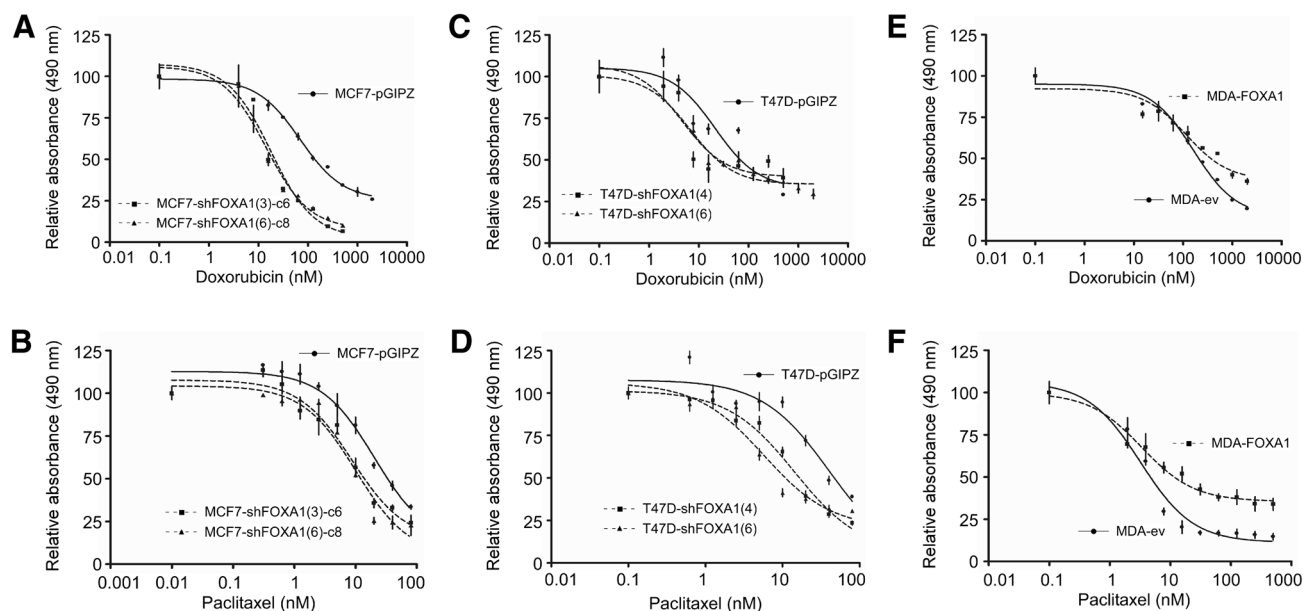 A
Relative absorbance (490 nm)
125
100
75
50
25
0
MCF7-pGIPZ
MCF7-shFOXA1(3)-c6
MCF7-shFOXA1(6)-c8
0.01 0.1 1 10 100 1000 10000
Doxorubicin (nM)
C
Relative absorbance (490 nm)
125
100
75
50
25
0
T47D-pGIPZ
T47D-shFOXA1(4)
T47D-shFOXA1(6)
0.01 0.1 1 10 100 1000 10000
Doxorubicin (nM)
E
Relative absorbance (490 nm)
125
100
75
50
25
0
MDA-FOXA1
MDA-ev
0.01 0.1 1 10 100 1000 10000
Doxorubicin (nM)
B
Relative absorbance (490 nm)
125
100
75
50
25
0
MCF7-pGIPZ
MCF7-shFOXA1(3)-c6
MCF7-shFOXA1(6)-c8
0.001 0.01 0.1 1 10 100
Paclitaxel (nM)
D
Relative absorbance (490 nm)
125
100
75
50
25
0
T47D-pGIPZ
T47D-shFOXA1(4)
T47D-shFOXA1(6)
0.01 0.1 1 10 100
Paclitaxel (nM)
F
Relative absorbance (490 nm)
125
100
75
50
25
0
MDA-FOXA1
MDA-ev
0.01 0.1 1 10 100 1000
Paclitaxel (nM)